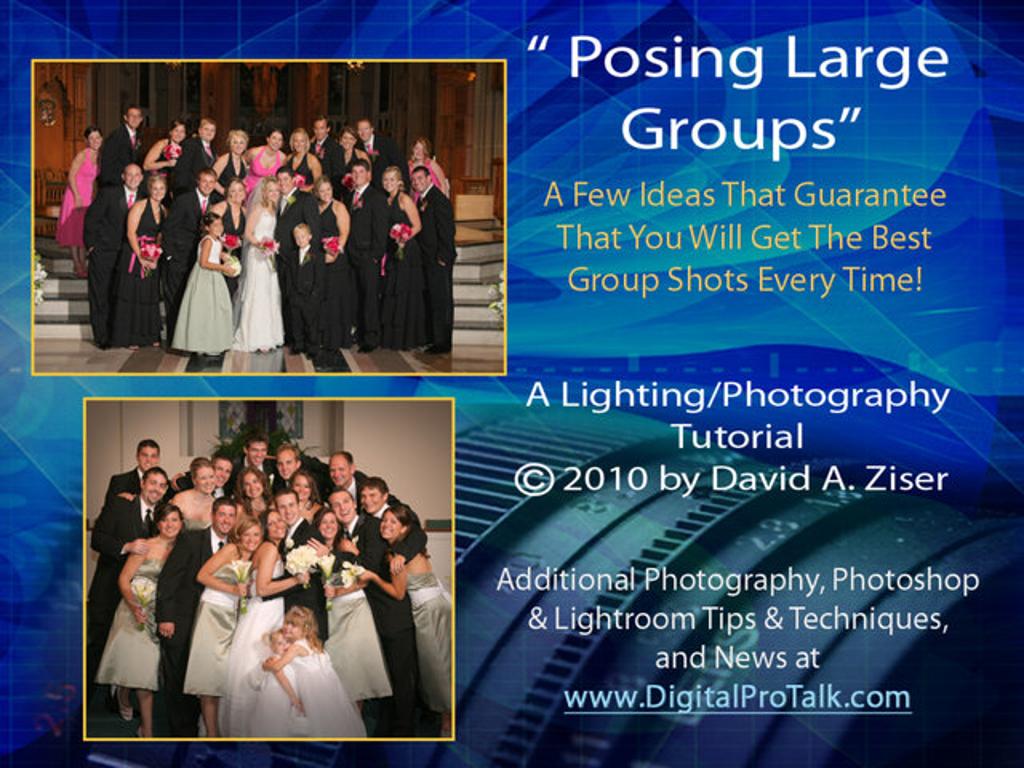 “ Posing Large
Groups”
A Few Ideas That Guarantee
That You Will Get The Best
Group Shots Every Time!
A Lighting/Photography
Tutorial
© 2010 by David A. Ziser
Additional Photography, Photoshop
& Lightroom Tips & Techniques,
and News at
www.DigitalProTalk.com